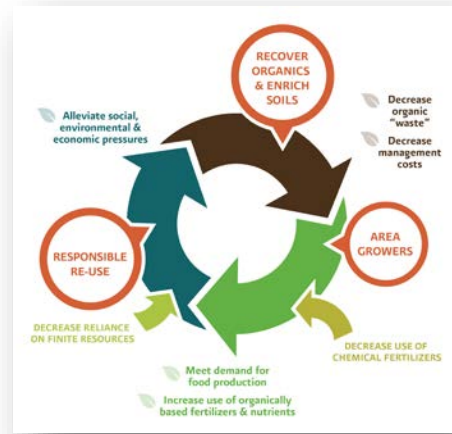 RECOVER
ORGANICS
& ENRICH
SOILS
Alleviate social,
environmental &
economic pressures
Decrease
organic
"waste"
Decrease
management
costs
RESPONSIBLE
RE-USE
AREA
GROWERS
DECREASE RELIANCE
ON FINITE RESOURCES
DECREASE USE OF
CHEMICAL FERTILIZERS
Meet demand for
food production
Increase use of organically
based fertilizers & nutrients